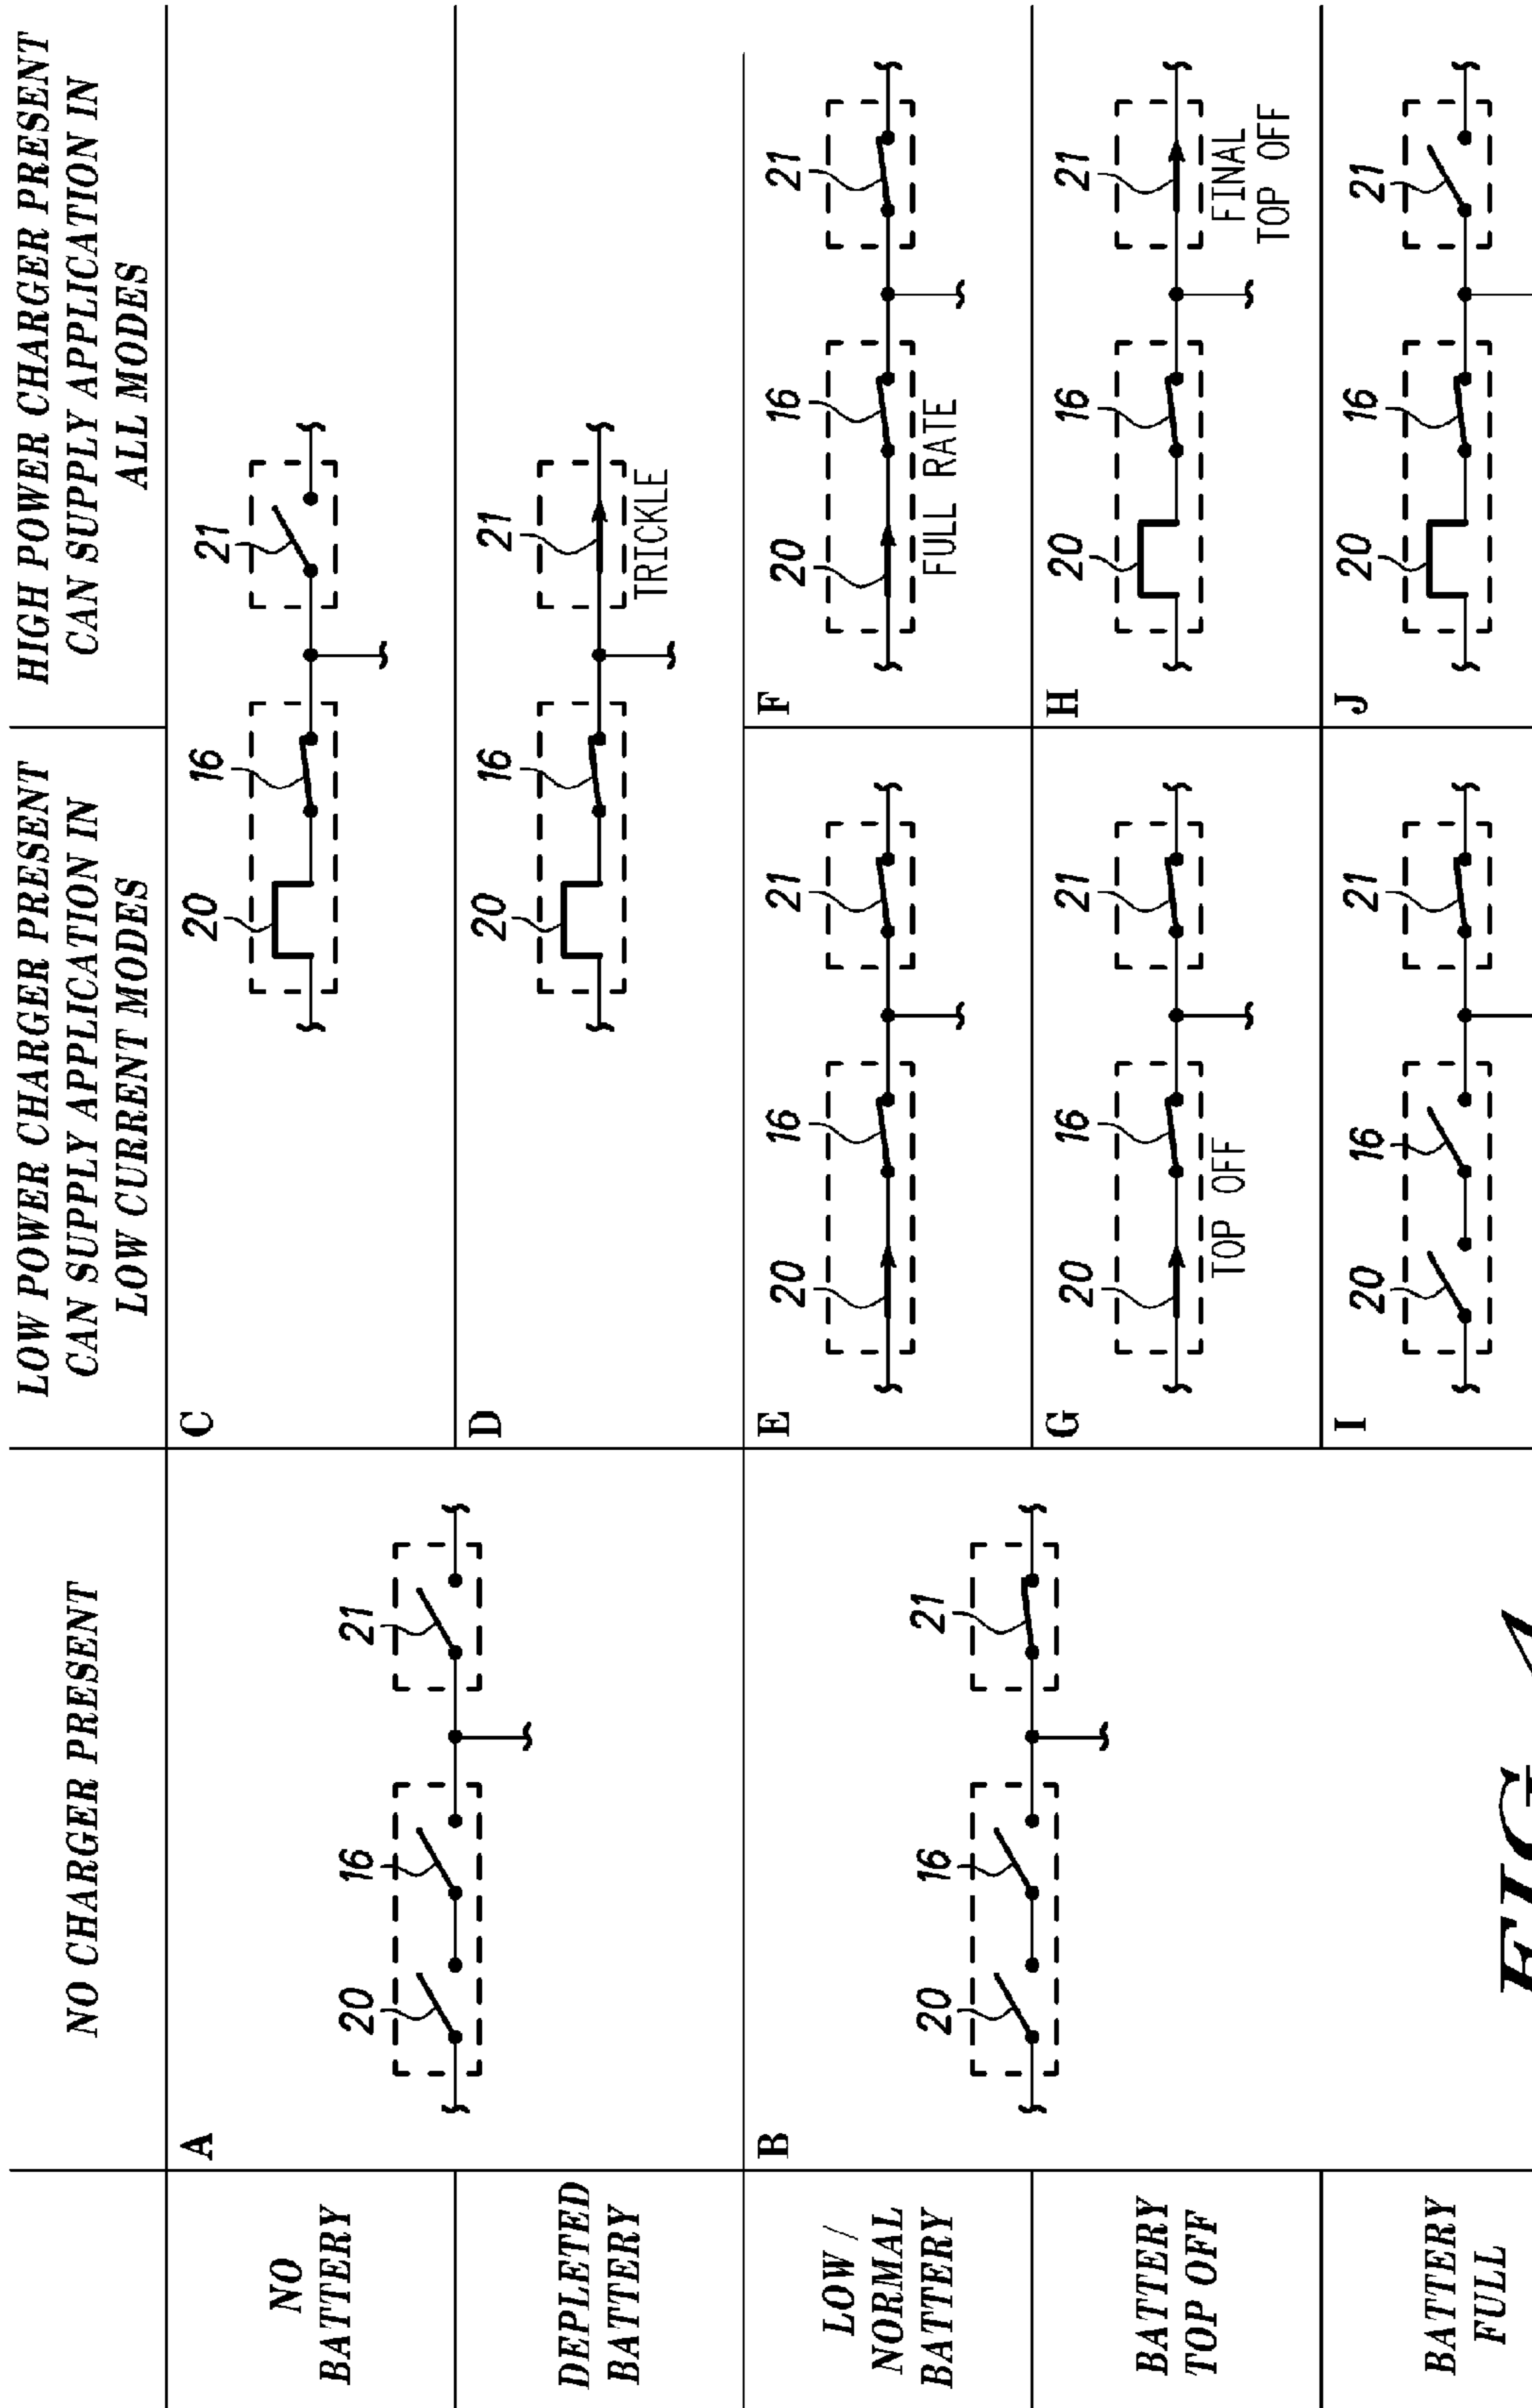 NO CHARGER PRESENT
LOW POWER CHARGER PRESENT
CAN SUPPLY APPLICATION IN
LOW CURRENT MODES
HIGH POWER CHARGER PRESENT
CAN SUPPLY APPLICATION IN
ALL MODES
NO
BATTERY
A
20
16
21
C
20
16
21
DEPLETED
BATTERY
D
20
16
21
TRICKLE
LOW /
NORMAL
BATTERY
B
20
16
21
E
20
16
21
F
20
16
21
FULL RATE
BATTERY
TOP OFF
G
20
16
21
TOP OFF
H
20
16
21
FINAL
TOP OFF
BATTERY
FULL
I
20
16
21
J
20
16
21